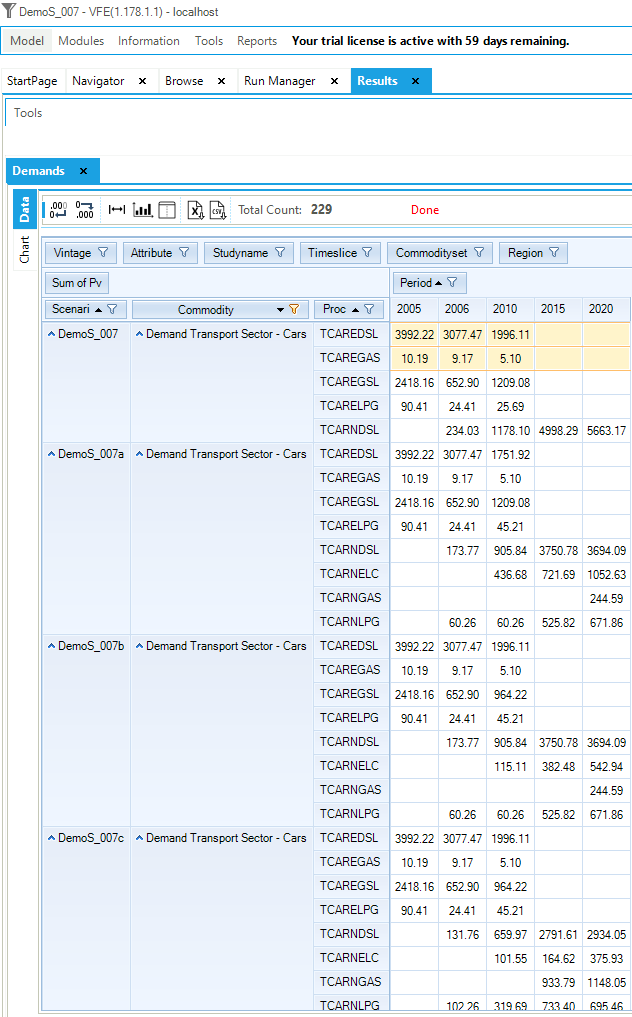 DemoS_007 - VFE(1.178.1.1) - localhost
Model Modules Information Tools Reports Your trial license is active with 59 days remaining.
StartPage Navigator × Browse × Run Manager × Results ×
Tools
Demands ×
Data
Chart
Total Count: 229 Done
Vintage Attribute Studyname Timeslice Commodityset Region
Sum of Pv Period
Scenari Commodity Proc 2005 2006 2010 2015 2020
DemoS_007 Demand Transport Sector - Cars TCAREDSL 3992.22 3077.47 1996.11
TCAREGAS 10.19 9.17 5.10
TCAREGSL 2418.16 652.90 1209.08
TCARELPG 90.41 24.41 25.69
TCARNDSL 234.03 1178.10 4998.29 5663.17
DemoS_007a Demand Transport Sector - Cars TCAREDSL 3992.22 3077.47 1751.92
TCAREGAS 10.19 9.17 5.10
TCAREGSL 2418.16 652.90 1209.08
TCARELPG 90.41 24.41 45.21
TCARNDSL 173.77 905.84 3750.78 3694.09
TCARNELC 436.68 721.69 1052.63
TCARNGAS 244.59
TCARNLPG 60.26 60.26 525.82 671.86
DemoS_007b Demand Transport Sector - Cars TCAREDSL 3992.22 3077.47 1996.11
TCAREGAS 10.19 9.17 5.10
TCAREGSL 2418.16 652.90 964.22
TCARELPG 90.41 24.41 45.21
TCARNDSL 173.77 905.84 3750.78 3694.09
TCARNELC 115.11 382.48 542.94
TCARNGAS 244.59
TCARNLPG 60.26 60.26 525.82 671.86
DemoS_007c Demand Transport Sector - Cars TCAREDSL 3992.22 3077.47 1996.11
TCAREGAS 10.19 9.17 5.10
TCAREGSL 2418.16 652.90 964.22
TCARELPG 90.41 24.41 45.21
TCARNDSL 131.76 659.97 2791.61 2934.05
TCARNELC 101.55 164.62 375.93
TCARNGAS 933.79 1148.05
TCARNLPG 102.26 319.69 733.40 695.46